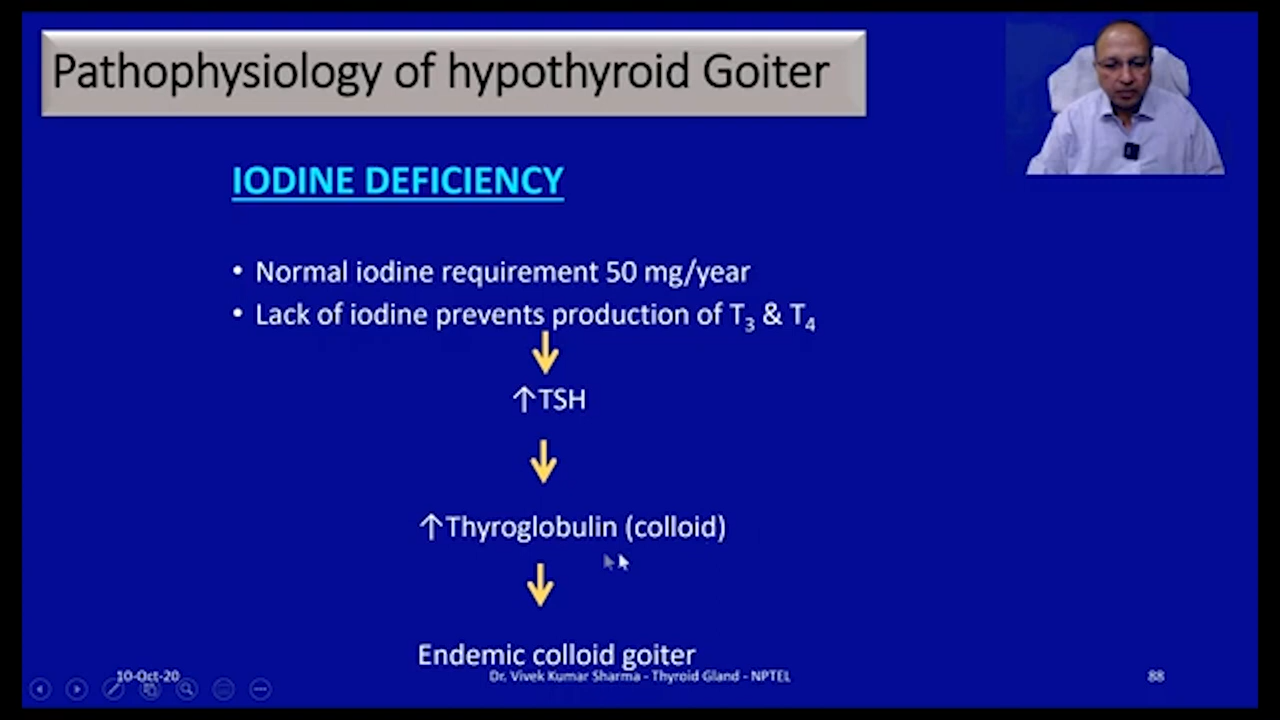 Pathophysiology of hypothyroid Goiter
IODINE DEFICIENCY
• Normal iodine requirement 50 mg/year
• Lack of iodine prevents production of T₃ & T₄
↑TSH
↑Thyroglobulin (colloid)
Endemic colloid goiter
10-Oct-20
Dr. Vivek Kumar Sharma - Thyroid Gland - NPTEL
88